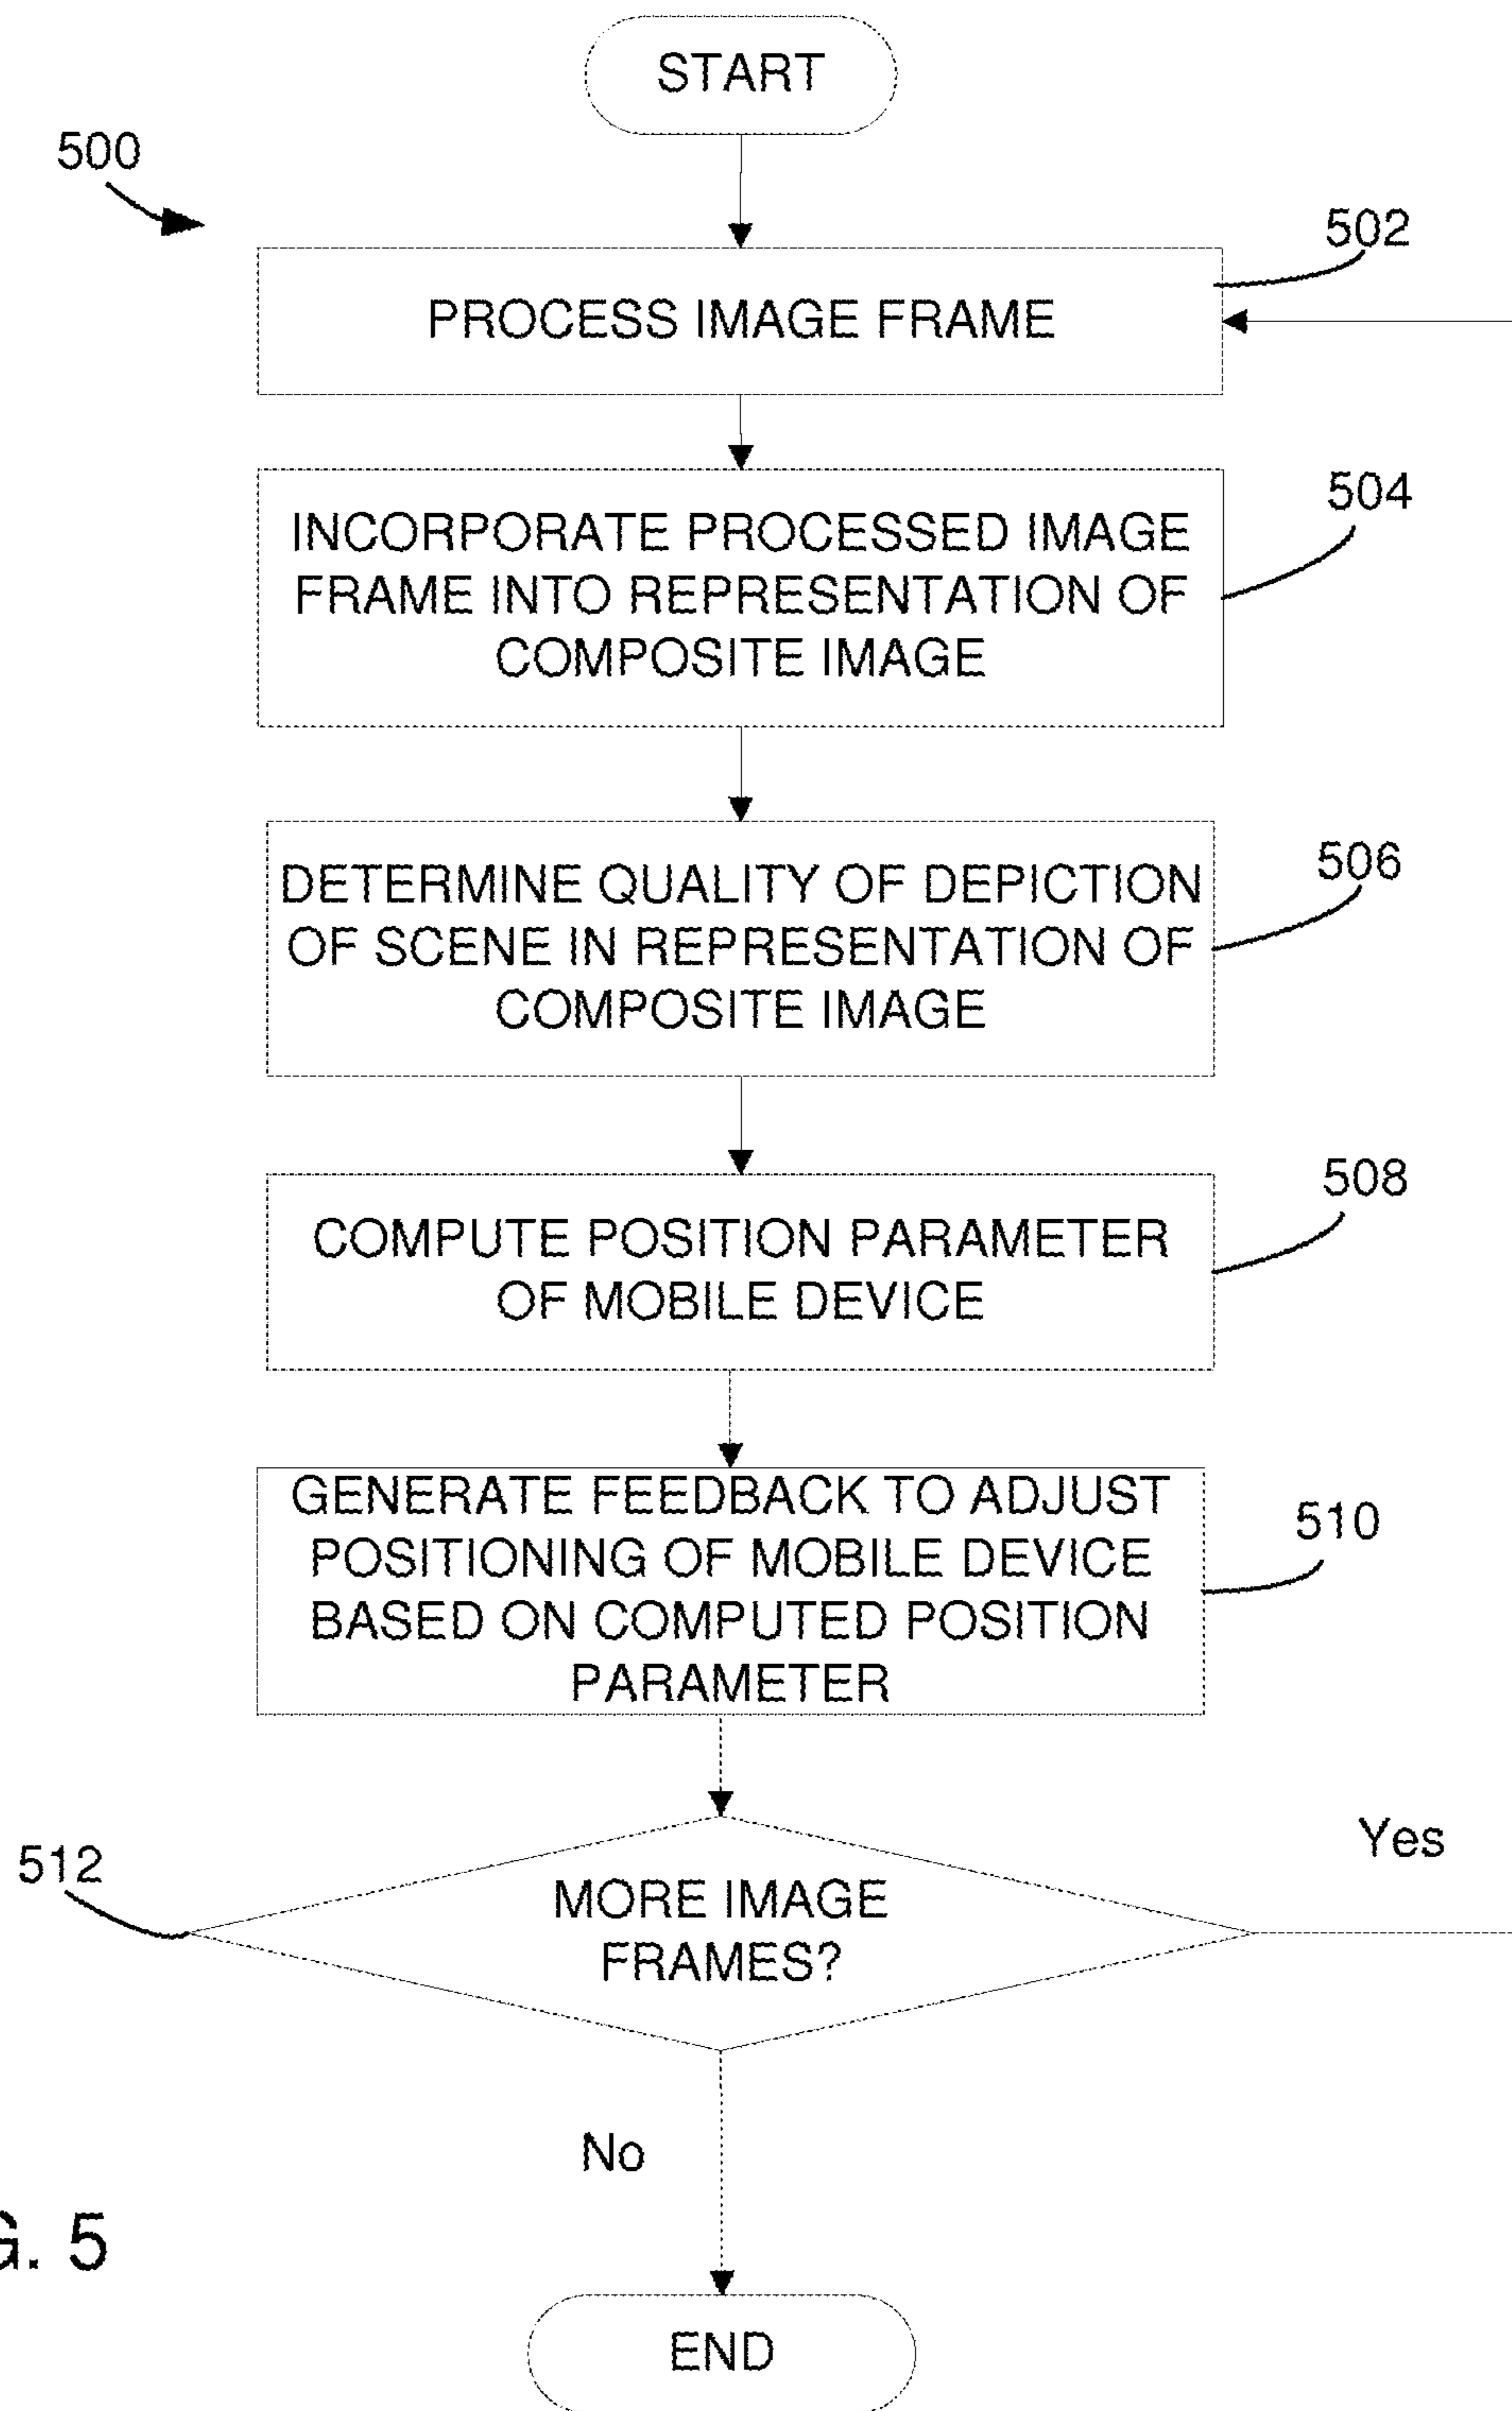 START
500
502
PROCESS IMAGE FRAME
504
INCORPORATE PROCESSED IMAGE
FRAME INTO REPRESENTATION OF
COMPOSITE IMAGE
506
DETERMINE QUALITY OF DEPICTION
OF SCENE IN REPRESENTATION OF
COMPOSITE IMAGE
508
COMPUTE POSITION PARAMETER
OF MOBILE DEVICE
510
GENERATE FEEDBACK TO ADJUST
POSITIONING OF MOBILE DEVICE
BASED ON COMPUTED POSITION
PARAMETER
512
MORE IMAGE
FRAMES?
Yes
No
G. 5
END